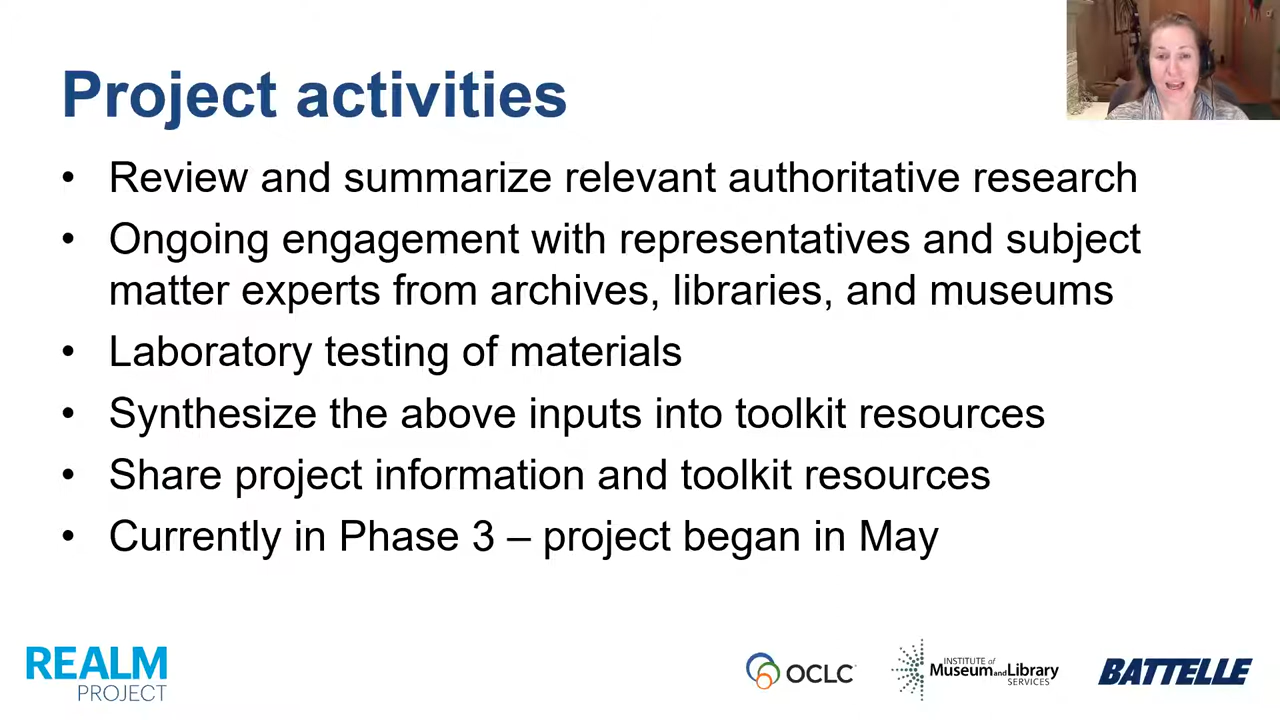 Project activities
• Review and summarize relevant authoritative research
• Ongoing engagement with representatives and subject
matter experts from archives, libraries, and museums
• Laboratory testing of materials
• Synthesize the above inputs into toolkit resources
• Share project information and toolkit resources
• Currently in Phase 3 – project began in May
REALM
PROJECT
OCLC
INSTITUTE of
Museum and Library
SERVICES
BATTELLE